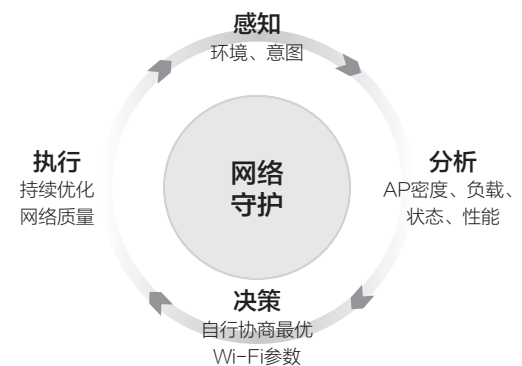 感知
环境、意图
执行
持续优化
网络质量
网络
守护
分析
AP密度、负载、
状态、性能
决策
自行协商最优
Wi-Fi参数